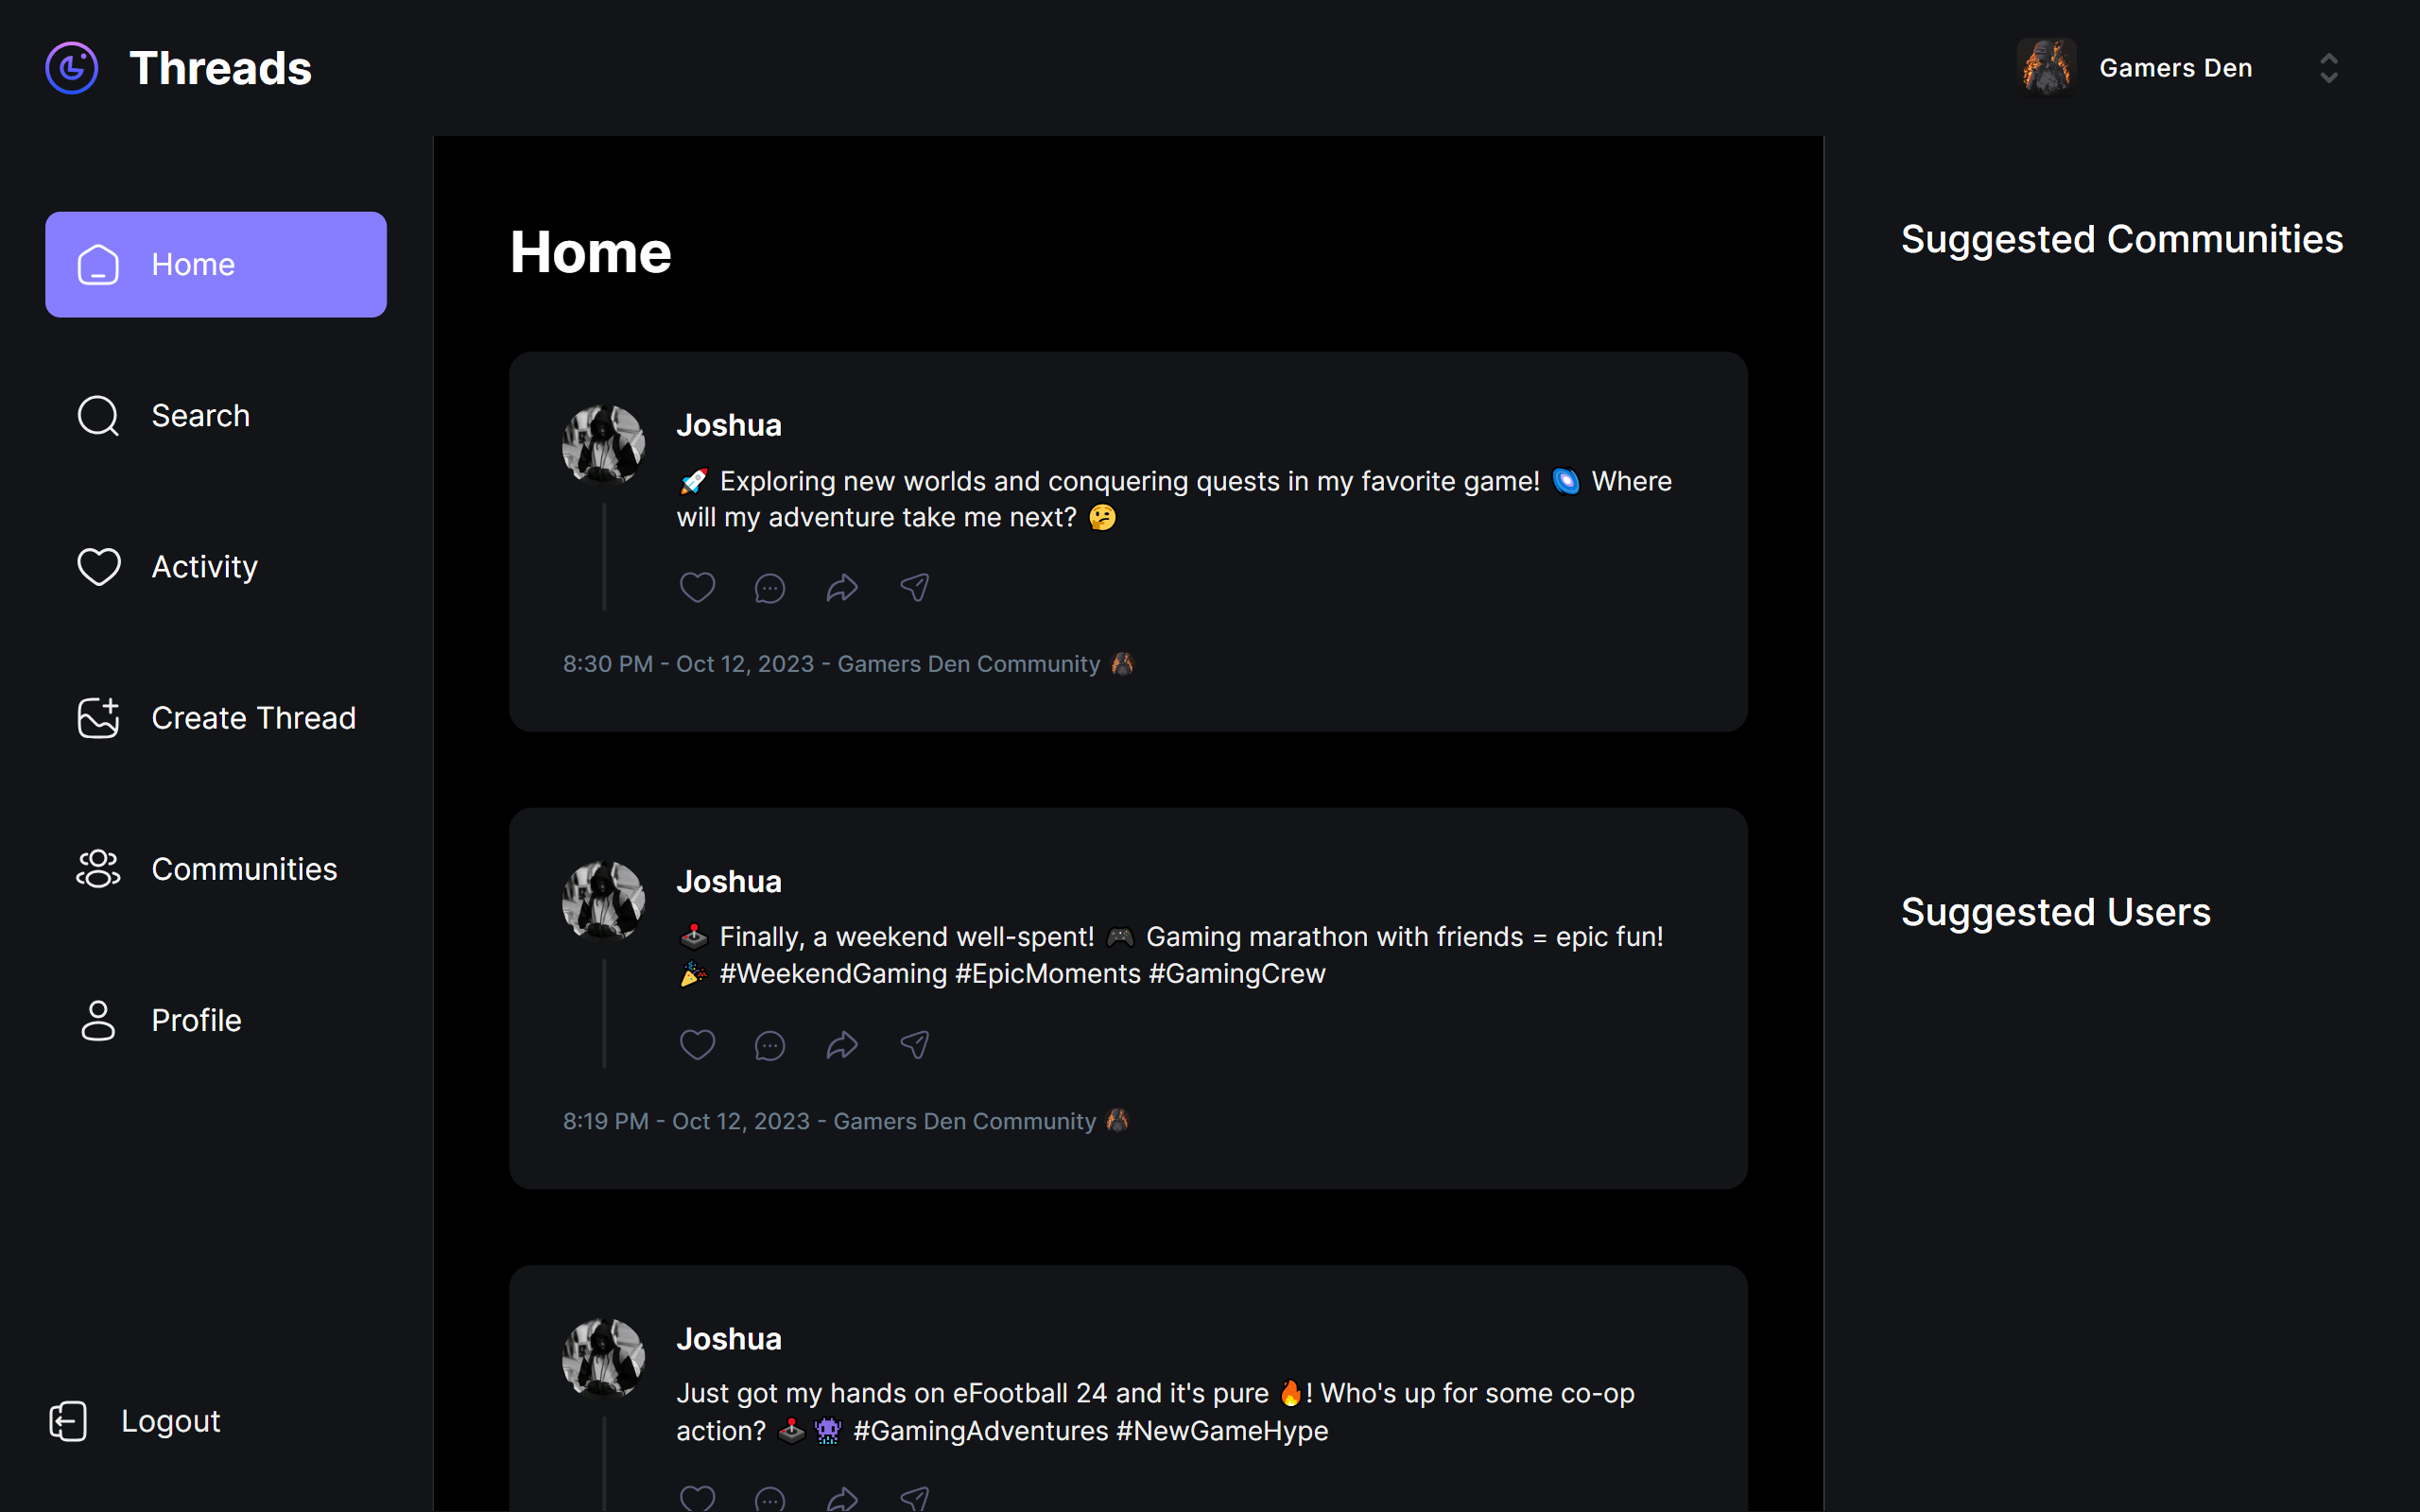 Threads
Gamers Den
Home
Search
Activity
Create Thread
Communities
Profile
Logout
Home
Joshua
🚀 Exploring new worlds and conquering quests in my favorite game! 🌌 Where
will my adventure take me next? 🤔
8:30 PM - Oct 12, 2023 - Gamers Den Community
Joshua
🕹️ Finally, a weekend well-spent! 🎮 Gaming marathon with friends = epic fun!
🎉 #WeekendGaming #EpicMoments #GamingCrew
8:19 PM - Oct 12, 2023 - Gamers Den Community
Joshua
Just got my hands on eFootball 24 and it's pure 🔥! Who's up for some co-op
action? 🕹️👾 #GamingAdventures #NewGameHype
Suggested Communities
Suggested Users